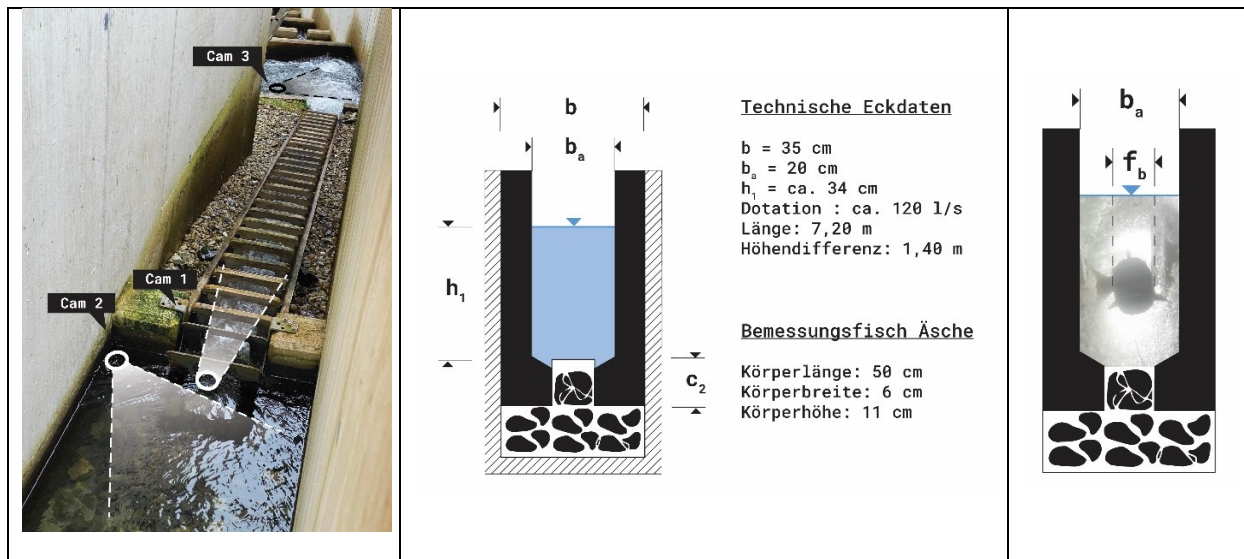 Cam 3
Cam 1
Cam 2
b
bₐ
h₁
c₂
Technische Eckdaten
b = 35 cm
bₐ = 20 cm
h₁ = ca. 34 cm
Dotation : ca. 120 l/s
Länge: 7,20 m
Höhendifferenz: 1,40 m
Bemessungsfisch Äsche
Körperlänge: 50 cm
Körperbreite: 6 cm
Körperhöhe: 11 cm
bₐ
f_b